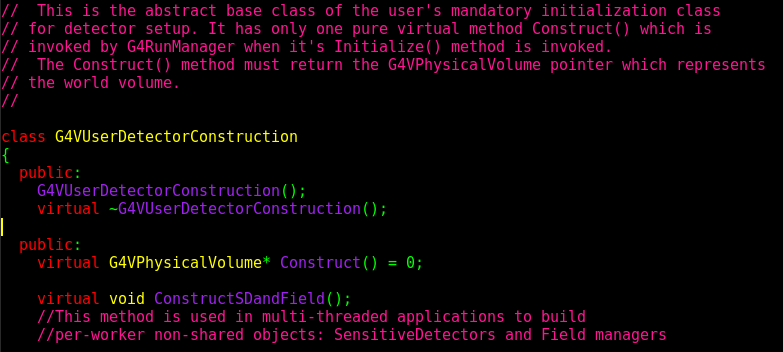 //  This is the abstract base class of the user's mandatory initialization class
// for detector setup. It has only one pure virtual method Construct() which is
// invoked by G4RunManager when it's Initialize() method is invoked.
//  The Construct() method must return the G4VPhysicalVolume pointer which represents
// the world volume.
//
class G4VUserDetectorConstruction
{
  public:
    G4VUserDetectorConstruction();
    virtual ~G4VUserDetectorConstruction();
  public:
    virtual G4VPhysicalVolume* Construct() = 0;
    virtual void ConstructSDandField();
    //This method is used in multi-threaded applications to build
    //per-worker non-shared objects: SensitiveDetectors and Field managers